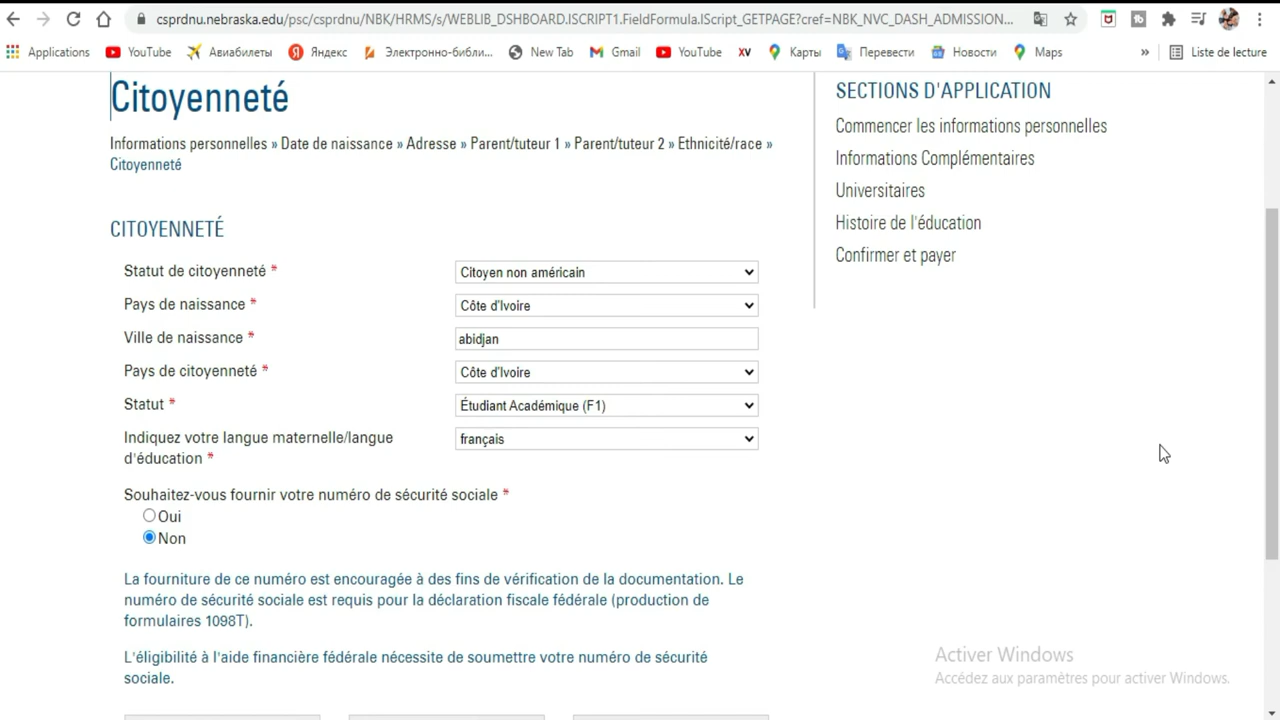 csprdnu.nebraska.edu/psc/csprdnu/NBK/HRMS/s/WEBLIB_DSHBOARD.ISCRIPT1.FieldFormula.IScript_GETPAGE?cref=NBK_NVC_DASH_ADMISSION...
Applications YouTube Авиабилеты Яндекс Электронно-библи... New Tab Gmail YouTube XV Карты Перевести Новости Maps » Liste de lecture
Citoyenneté
Informations personnelles » Date de naissance » Adresse » Parent/tuteur 1 » Parent/tuteur 2 » Ethnicité/race »
Citoyenneté
CITOYENNETÉ
Statut de citoyenneté * Citoyen non américain
Pays de naissance * Côte d'Ivoire
Ville de naissance * abidjan
Pays de citoyenneté * Côte d'Ivoire
Statut * Étudiant Académique (F1)
Indiquez votre langue maternelle/langue
d'éducation * français
Souhaitez-vous fournir votre numéro de sécurité sociale *
Oui
Non
La fourniture de ce numéro est encouragée à des fins de vérification de la documentation. Le
numéro de sécurité sociale est requis pour la déclaration fiscale fédérale (production de
formulaires 1098T).
L'éligibilité à l'aide financière fédérale nécessite de soumettre votre numéro de sécurité
sociale.
SECTIONS D'APPLICATION
Commencer les informations personnelles
Informations Complémentaires
Universitaires
Histoire de l'éducation
Confirmer et payer
Activer Windows
Accédez aux paramètres pour activer Windows.